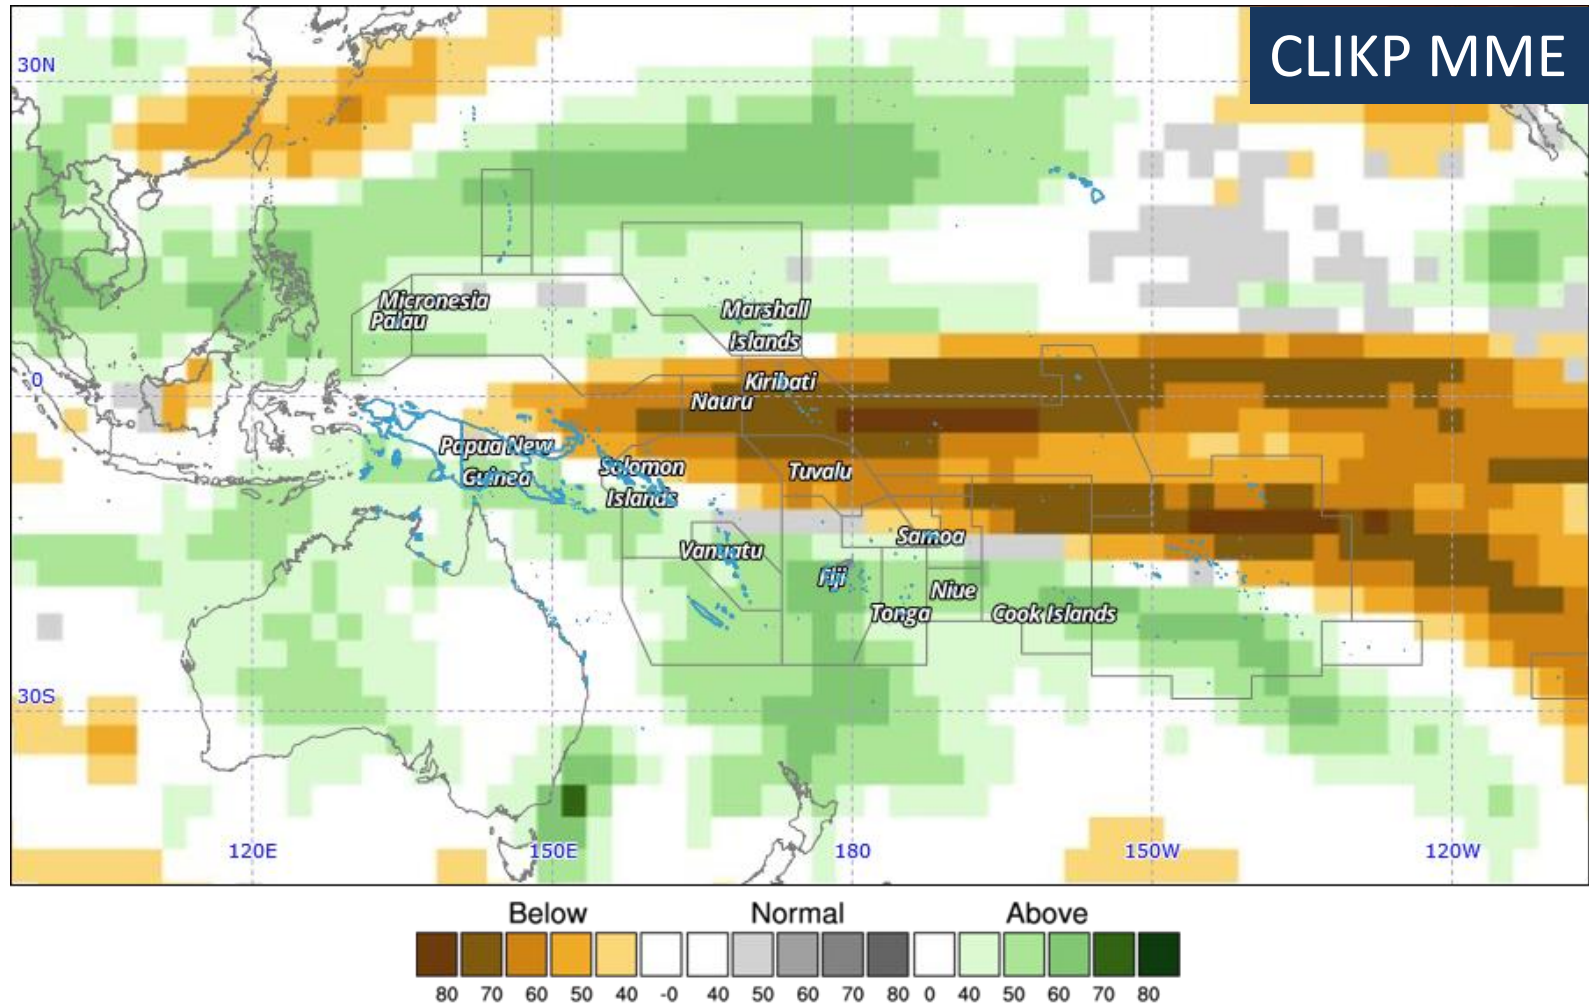 CLIKP MME
30N
Micronesia
Palau
Marshall
Islands
0
Kiribati
Nauru
Papua New
Guinea
Solomon
Islands
Tuvalu
Samoa
Vanuatu
Fiji
Niue
Tonga
Cook Islands
30S
120E 150E 180 150W 120W
Below Normal Above
80 70 60 50 40 -0 40 50 60 70 80 0 40 50 60 70 80